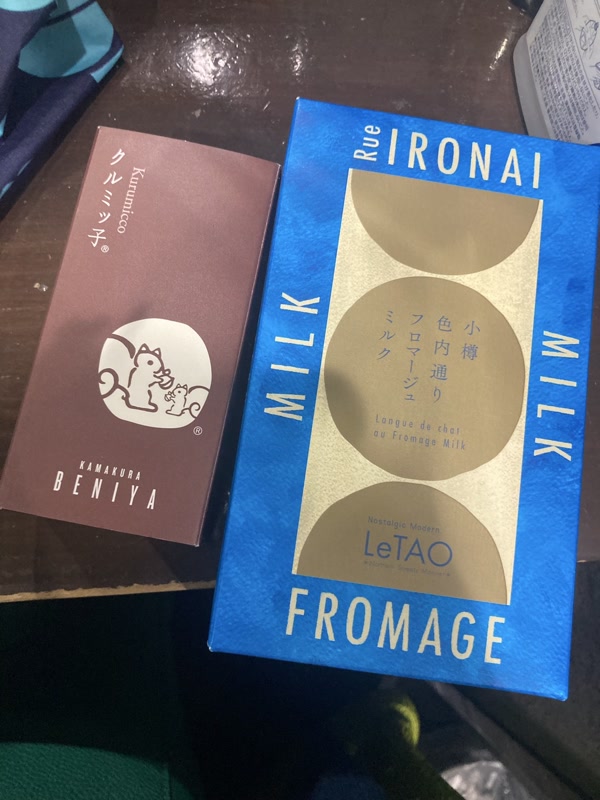 Kurumicco
クルミッ子®
®
KAMAKURA
BENIYA
Rue IRONAI
MILK
MILK
小樽
色内通り
フロマージュ
ミルク
Langue de chat
au Fromage Milk
Nostalgic Modern
LeTAO
FROMAGE